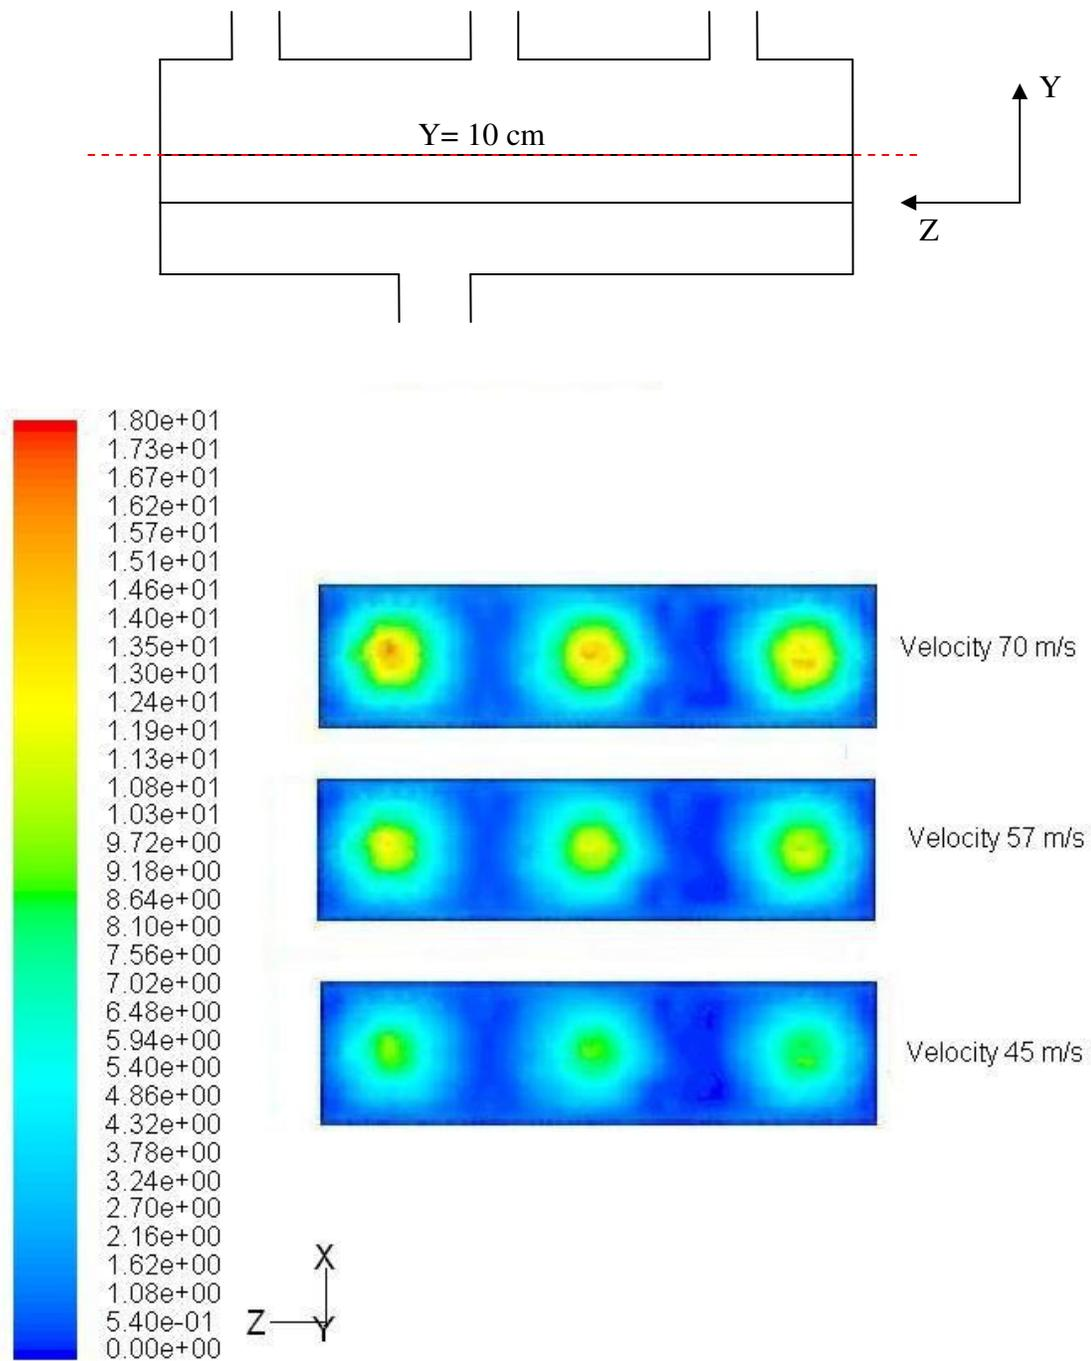 Y
Y= 10 cm
Z
1.80e+01
1.73e+01
1.67e+01
1.62e+01
1.57e+01
1.51e+01
1.46e+01
1.40e+01
1.35e+01
1.30e+01
1.24e+01
1.19e+01
1.13e+01
1.08e+01
1.03e+01
9.72e+00
9.18e+00
8.64e+00
8.10e+00
7.56e+00
7.02e+00
6.48e+00
5.94e+00
5.40e+00
4.86e+00
4.32e+00
3.78e+00
3.24e+00
2.70e+00
2.16e+00
1.62e+00
1.08e+00
5.40e-01
0.00e+00
Velocity 70 m/s
Velocity 57 m/s
Velocity 45 m/s
X
Z
Y